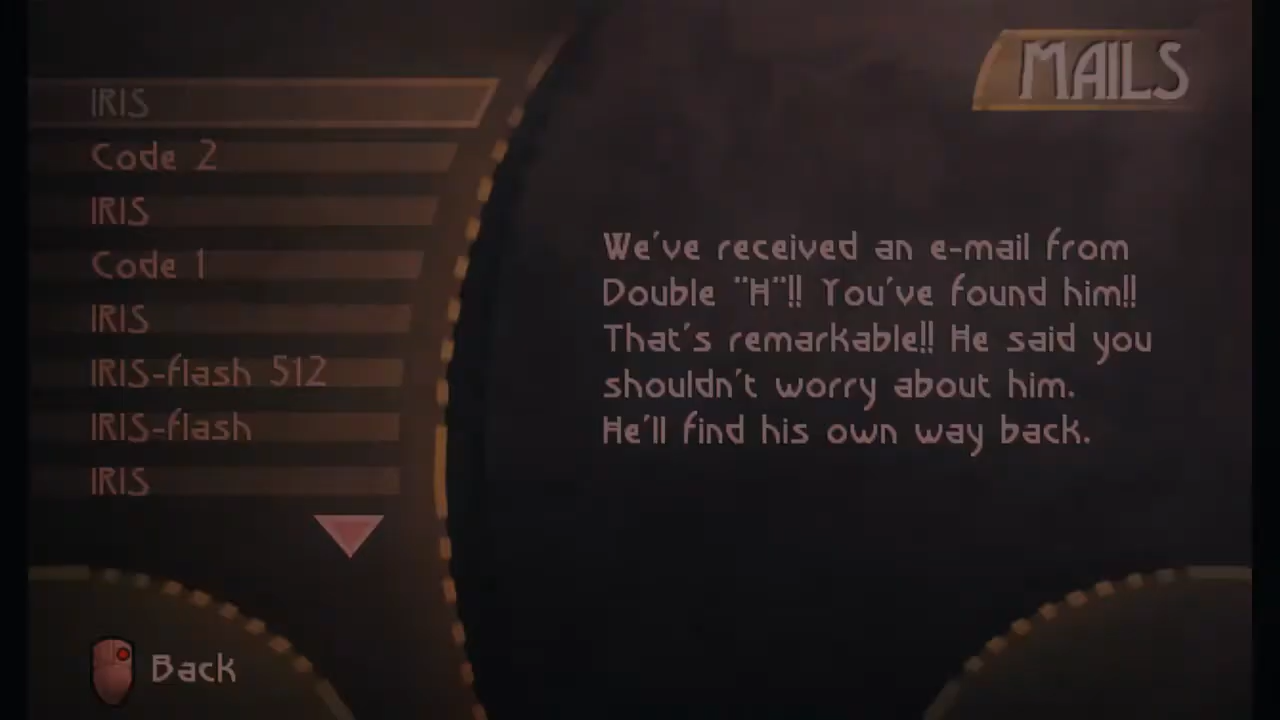 MAILS
IRIS
Code 2
IRIS
Code 1
IRIS
IRIS-flash 512
IRIS-flash
IRIS
We've received an e-mail from
Double "H"!! You've found him!!
That's remarkable!! He said you
shouldn't worry about him.
He'll find his own way back.
Back